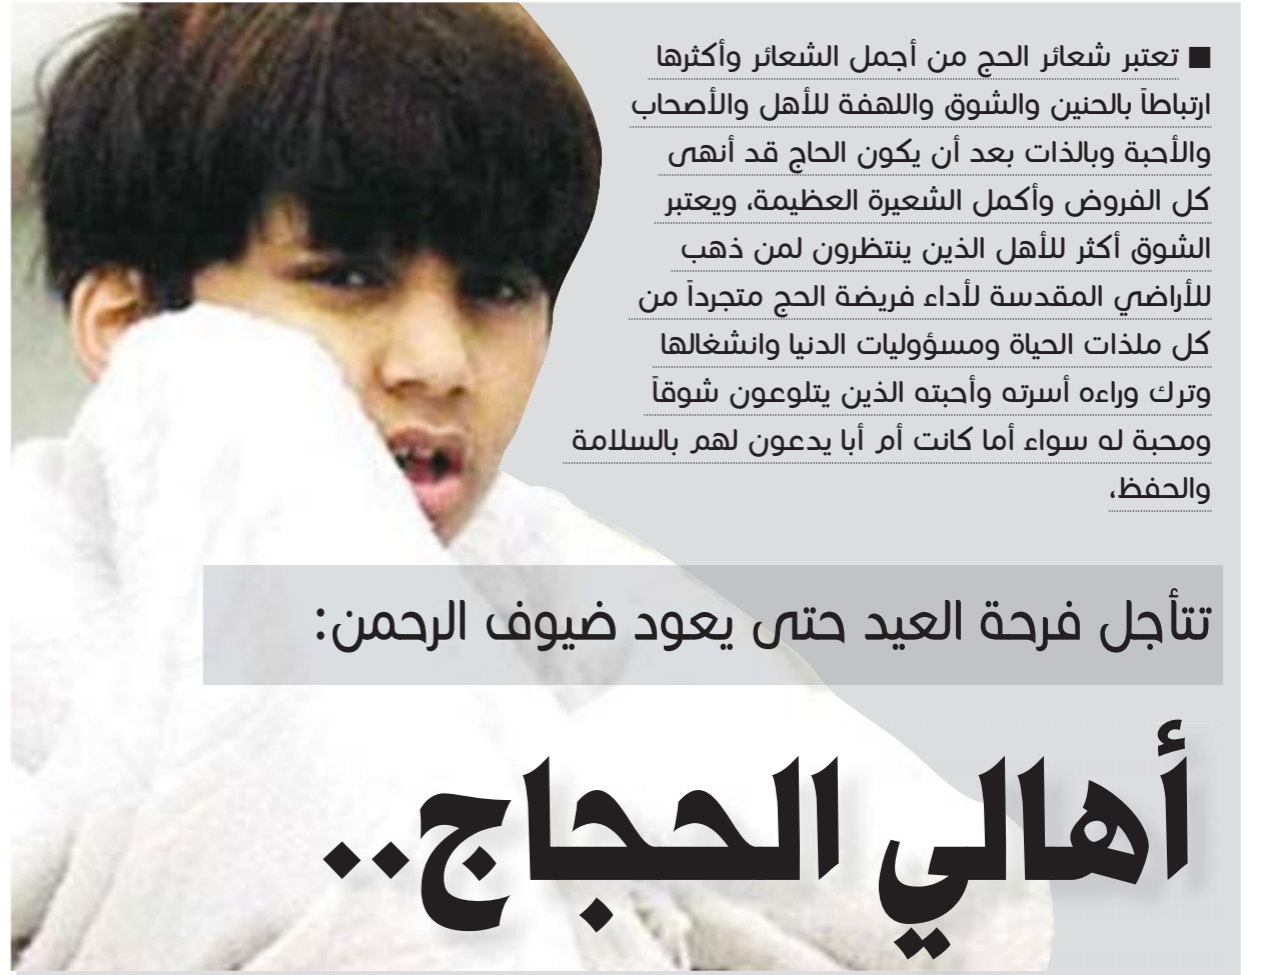 ■ تعتبر شعائر الحج من أجمل الشعائر وأكثرها
ارتباطاً بالحنين والشوق واللهفة للأهل والأصحاب
والأحبة وبالذات بعد أن يكون الحاج قد أنهى
كل الفروض وأكمل الشعيرة العظيمة، ويعتبر
الشوق أكثر للأهل الذين ينتظرون لمن ذهب
للأراضي المقدسة لأداء فريضة الحج متجرداً من
كل ملذات الحياة ومسؤوليات الدنيا وانشغالها
وترك وراءه أسرته وأحبته الذين يتلوعون شوقاً
ومحبة له سواء أما كانت أم أبا يدعون لهم بالسلامة
والحفظ،
تتأجل فرحة العيد حتى يعود ضيوف الرحمن:
أهالي الحجاج..